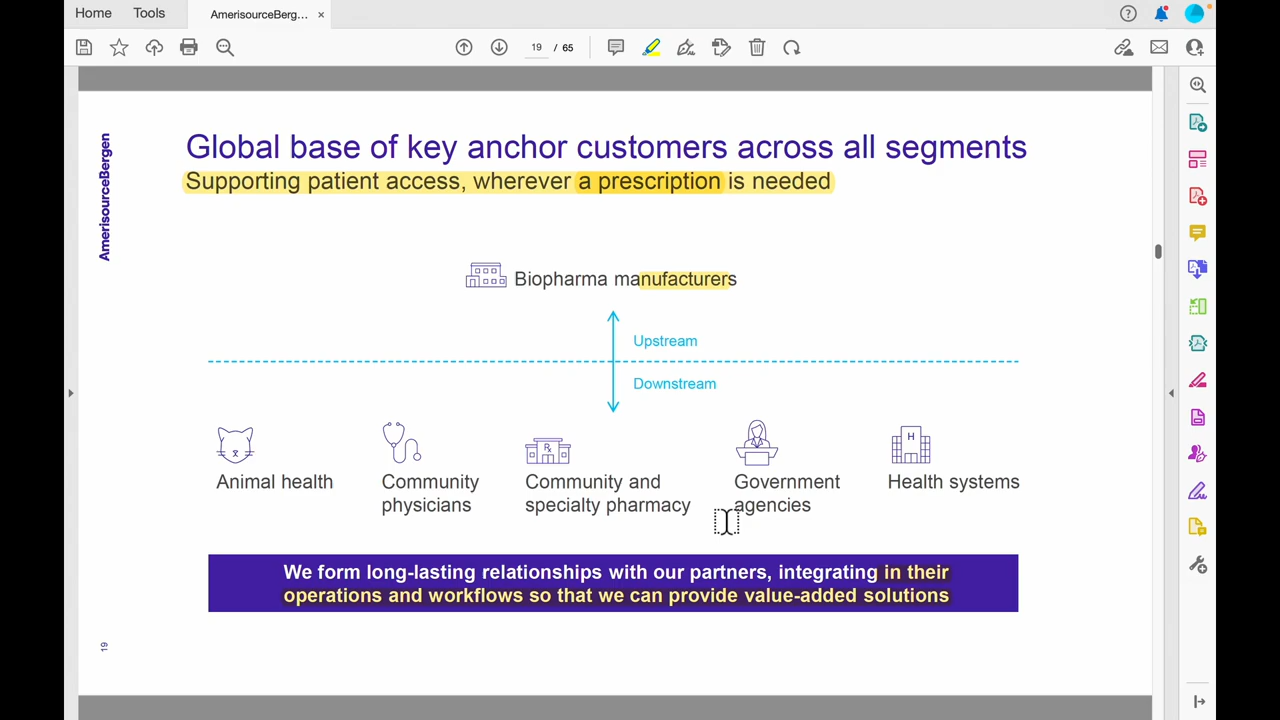 Home
Tools
AmerisourceBerg...
×
?
19 / 65
AmerisourceBergen
Global base of key anchor customers across all segments
Supporting patient access, wherever a prescription is needed
Biopharma manufacturers
Upstream
Downstream
Rx
H
Animal health
Community
physicians
Community and
specialty pharmacy
Government
agencies
Health systems
We form long-lasting relationships with our partners, integrating in their
operations and workflows so that we can provide value-added solutions
19